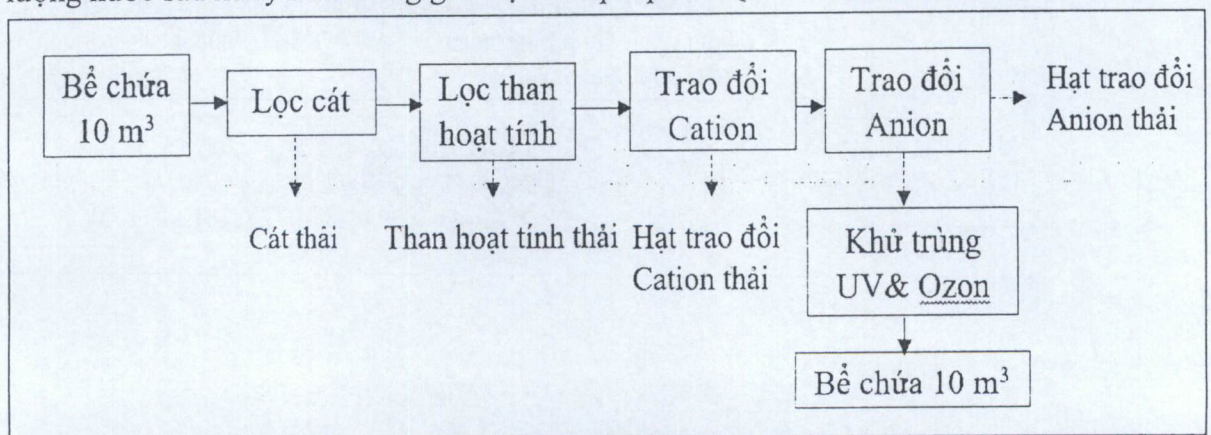 Bể chứa
10 m³
Lọc cát
Lọc than
hoạt tính
Trao đổi
Cation
Trao đổi
Anion
Hạt trao đổi
Anion thải
Cát thải
Than hoạt tính thải
Hạt trao đổi
Cation thải
Khử trùng
UV& Ozon
Bể chứa 10 m³